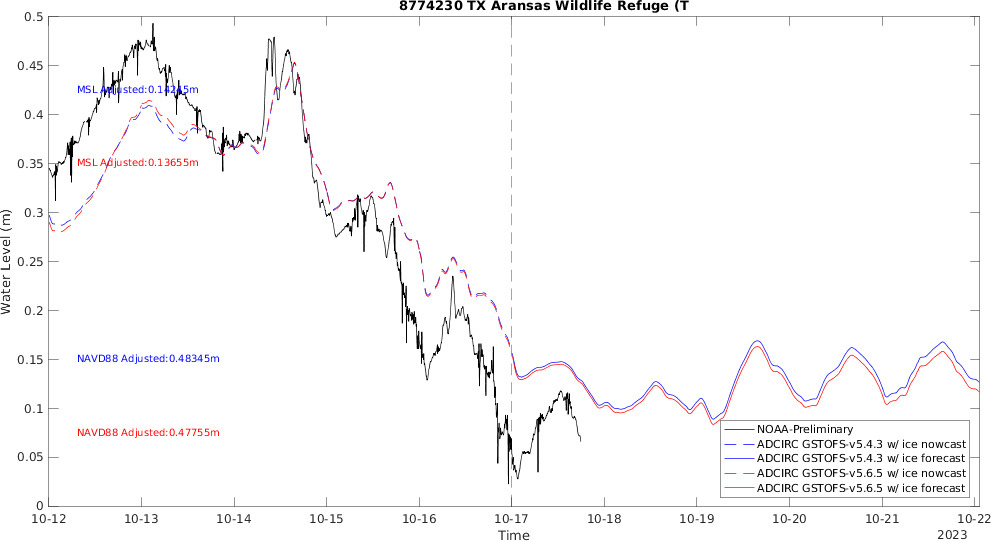 8774230 TX Aransas Wildlife Refuge (T
Water Level (m)
0.5
0.45
0.4
0.35
0.3
0.25
0.2
0.15
0.1
0.05
0
MSL Adjusted:0.14245m
MSL Adjusted:0.13655m
NAVD88 Adjusted:0.48345m
NAVD88 Adjusted:0.47755m
NOAA-Preliminary
ADCIRC GSTOFS-v5.4.3 w/ ice nowcast
ADCIRC GSTOFS-v5.4.3 w/ ice forecast
ADCIRC GSTOFS-v5.6.5 w/ ice nowcast
ADCIRC GSTOFS-v5.6.5 w/ ice forecast
10-12 10-13 10-14 10-15 10-16 10-17 10-18 10-19 10-20 10-21 10-22
Time
2023